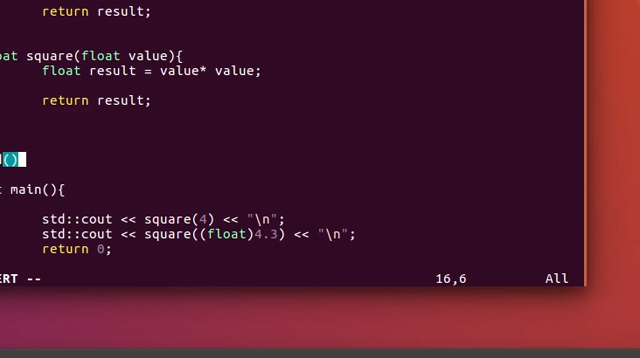 return result;
oat square(float value){
float result = value* value;
return result;
()
t main(){
std::cout << square(4) << "\n";
std::cout << square((float)4.3) << "\n";
return 0;
ERT -- 16,6 All